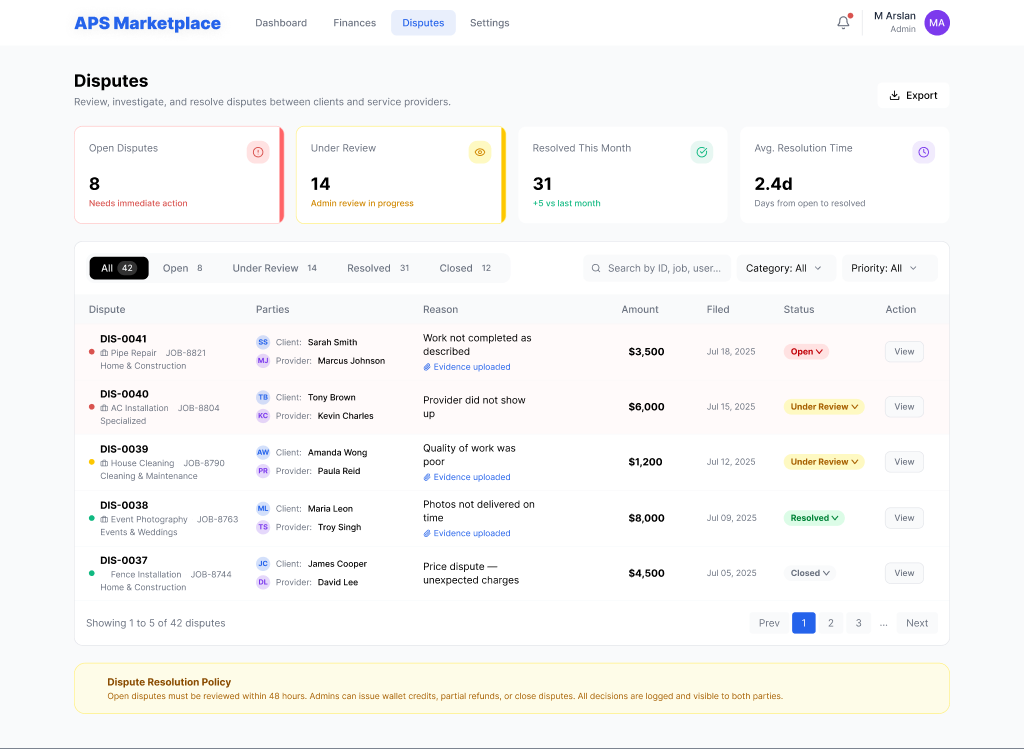 APS Marketplace
Dashboard
Finances
Disputes
Settings
M Arslan
Admin
MA
Disputes
Review, investigate, and resolve disputes between clients and service providers.
Export
Open Disputes
8
Needs immediate action
Under Review
14
Admin review in progress
Resolved This Month
31
+5 vs last month
Avg. Resolution Time
2.4d
Days from open to resolved
All 42
Open 8
Under Review 14
Resolved 31
Closed 12
Search by ID, job, user...
Category: All
Priority: All
Dispute Parties Reason Amount Filed Status Action
DIS-0041
Pipe Repair JOB-8821
Home & Construction
SS Client: Sarah Smith
MJ Provider: Marcus Johnson
Work not completed as
described
Evidence uploaded
$3,500
Jul 18, 2025
Open
View
DIS-0040
AC Installation JOB-8804
Specialized
TB Client: Tony Brown
KC Provider: Kevin Charles
Provider did not show
up
$6,000
Jul 15, 2025
Under Review
View
DIS-0039
House Cleaning JOB-8790
Cleaning & Maintenance
AW Client: Amanda Wong
PR Provider: Paula Reid
Quality of work was
poor
Evidence uploaded
$1,200
Jul 12, 2025
Under Review
View
DIS-0038
Event Photography JOB-8763
Events & Weddings
ML Client: Maria Leon
TS Provider: Troy Singh
Photos not delivered on
time
Evidence uploaded
$8,000
Jul 09, 2025
Resolved
View
DIS-0037
Fence Installation JOB-8744
Home & Construction
JC Client: James Cooper
DL Provider: David Lee
Price dispute —
unexpected charges
$4,500
Jul 05, 2025
Closed
View
Showing 1 to 5 of 42 disputes
Prev 1 2 3 ... Next
Dispute Resolution Policy
Open disputes must be reviewed within 48 hours. Admins can issue wallet credits, partial refunds, or close disputes. All decisions are logged and visible to both parties.